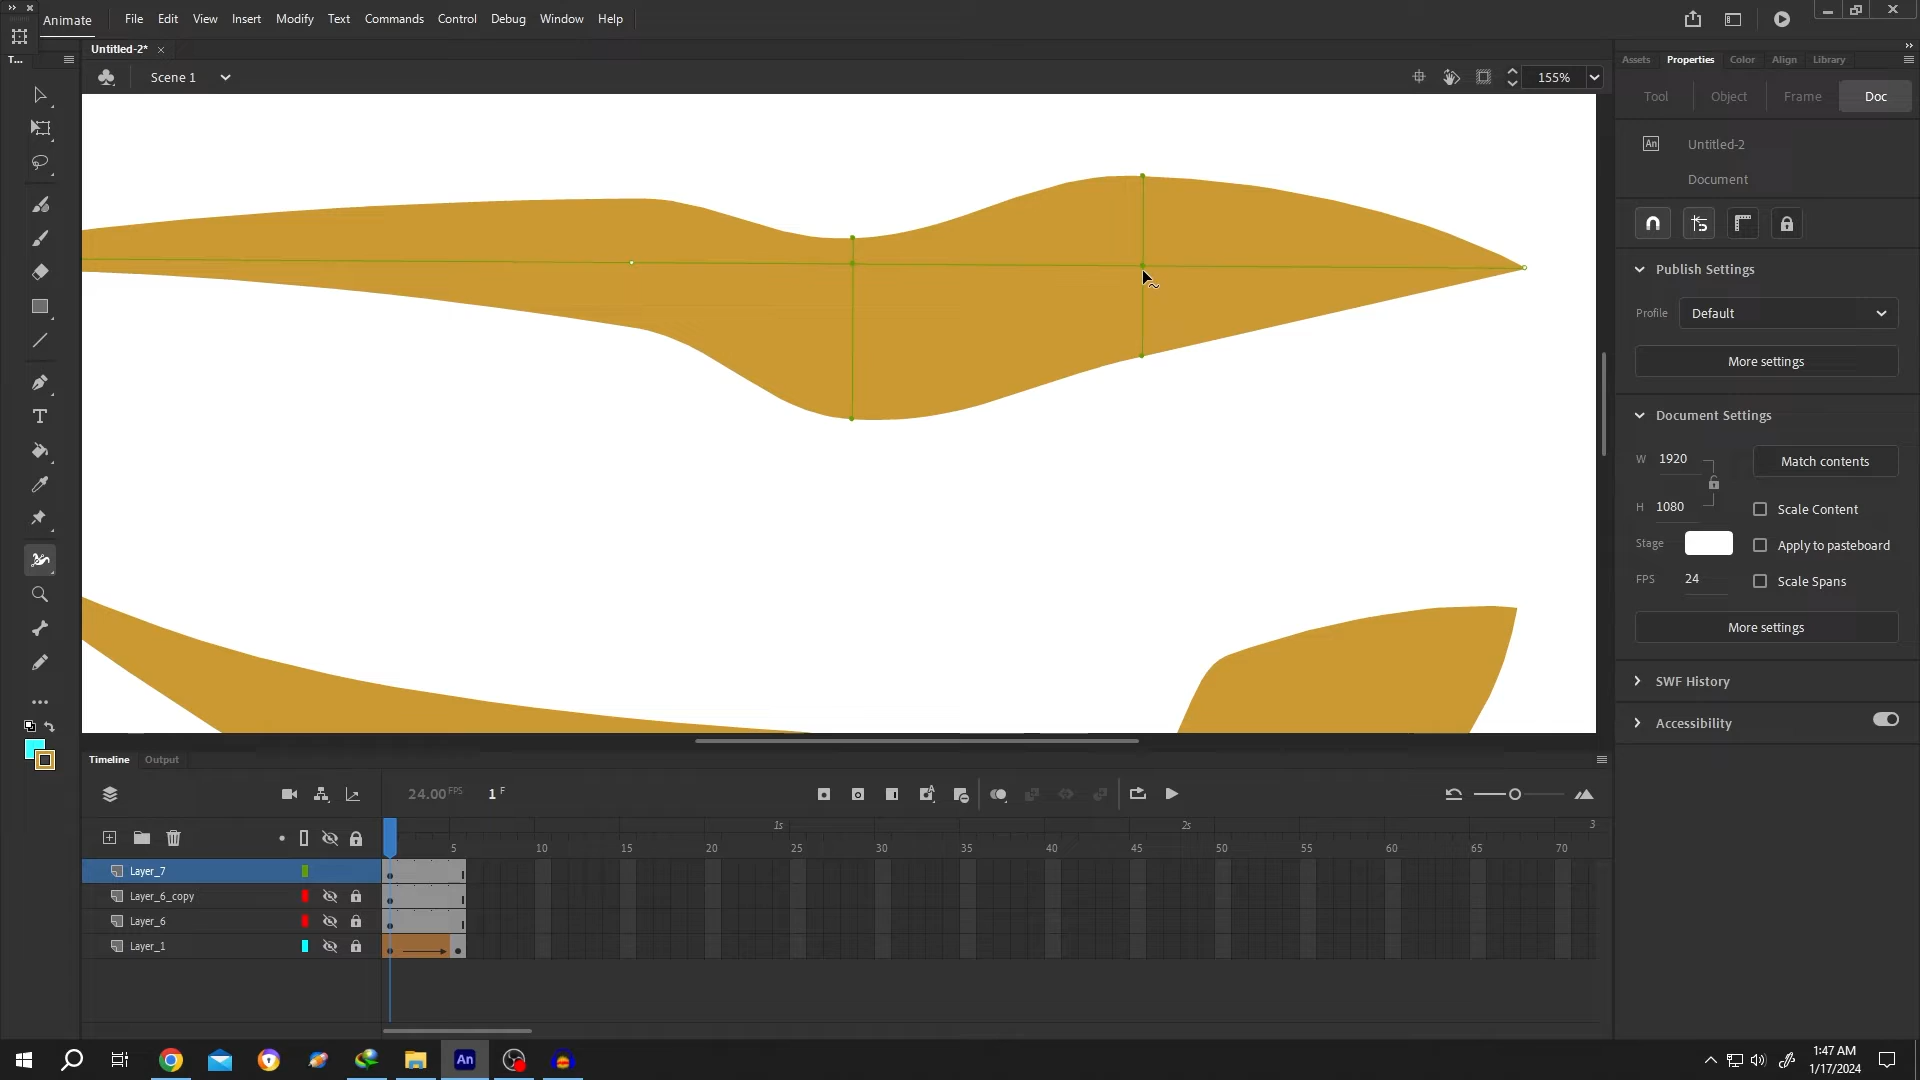 Animate File Edit View Insert Modify Text Commands Control Debug Window Help
Untitled-2*
T...
Scene 1 155%
Assets Properties Color Align Library
Tool Object Frame Doc
An Untitled-2
Document
Publish Settings
Profile Default
More settings
Document Settings
W 1920 Match contents
H 1080 Scale Content
Stage Apply to pasteboard
FPS 24 Scale Spans
More settings
SWF History
Accessibility
Timeline Output
24.00 FPS 1 F
1s 2s 3
5 10 15 20 25 30 35 40 45 50 55 60 65 70
Layer_7
Layer_6_copy
Layer_6
Layer_1
An
1:47 AM
1/17/2024